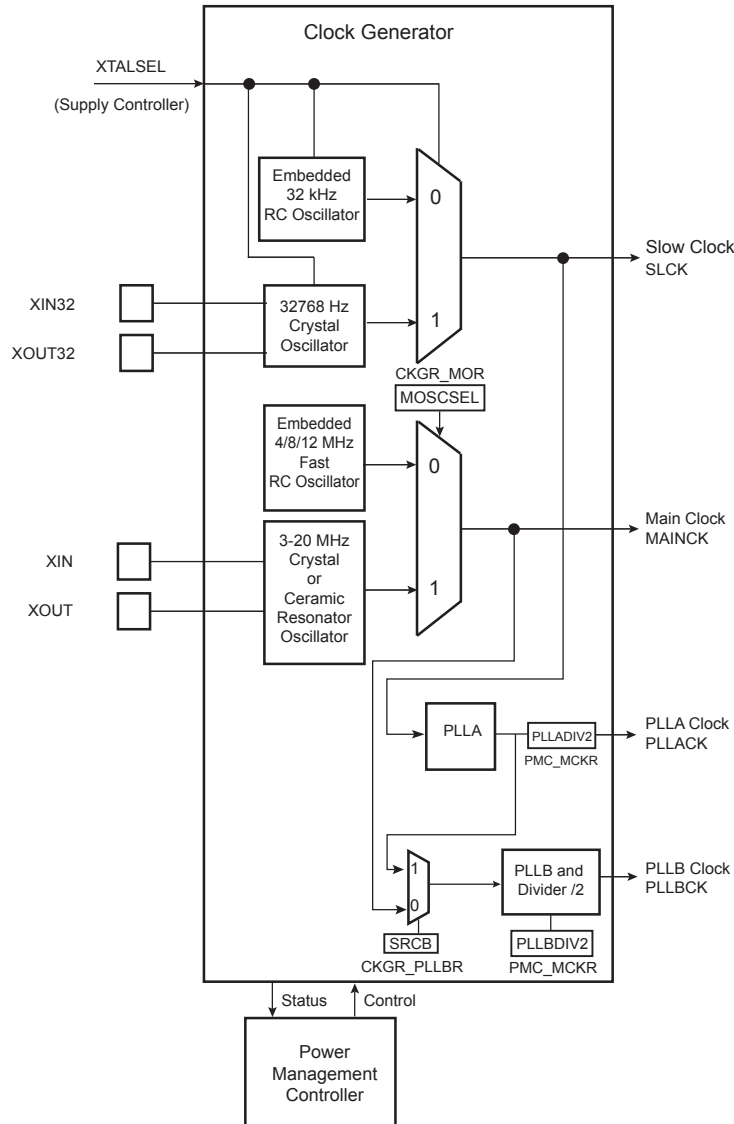 Clock Generator
XTALSEL
(Supply Controller)
Embedded
32 kHz
RC Oscillator
0
Slow Clock
SLCK
XIN32
XOUT32
32768 Hz
Crystal
Oscillator
1
CKGR_MOR
MOSCSEL
Embedded
4/8/12 MHz
Fast
RC Oscillator
0
Main Clock
MAINCK
XIN
XOUT
3-20 MHz
Crystal
or
Ceramic
Resonator
Oscillator
1
PLLA
PLLADIV2
PMC_MCKR
PLLA Clock
PLLACK
1
0
SRCB
CKGR_PLLBR
PLLB and
Divider /2
PLLBDIV2
PMC_MCKR
PLLB Clock
PLLBCK
Status
Control
Power
Management
Controller